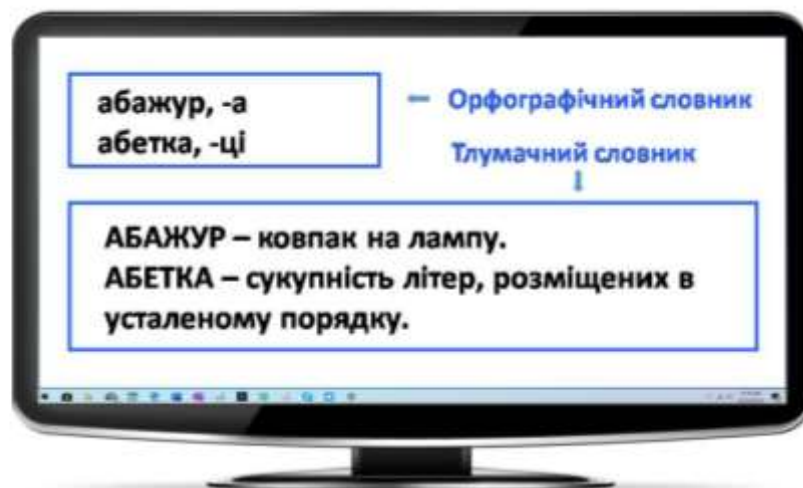 абажур, -а
← Орфографічний словник
абетка, -ці
Тлумачний словник
↓
АБАЖУР – ковпак на лампу.
АБЕТКА – сукупність літер, розміщених в
усталеному порядку.